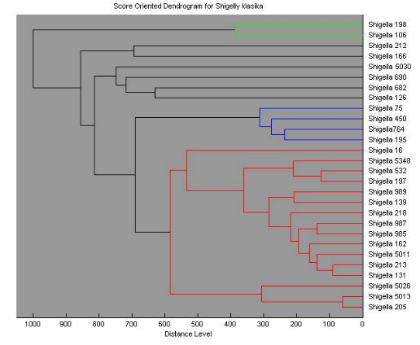 Score Oriented Dendrogram for Shigelly klasika
Shigella 198
Shigella 106
Shigella 212
Shigella 166
Shigella 5030
Shigella 690
Shigella 682
Shigella 126
Shigella 75
Shigella 450
Shigella764
Shigella 195
Shigella 16
Shigella 5348
Shigella 532
Shigella 197
Shigella 989
Shigella 139
Shigella 218
Shigella 987
Shigella 985
Shigella 162
Shigella 5011
Shigella 213
Shigella 131
Shigella 5026
Shigella 5013
Shigella 205
1000 900 800 700 600 500 400 300 200 100 0
Distance Level